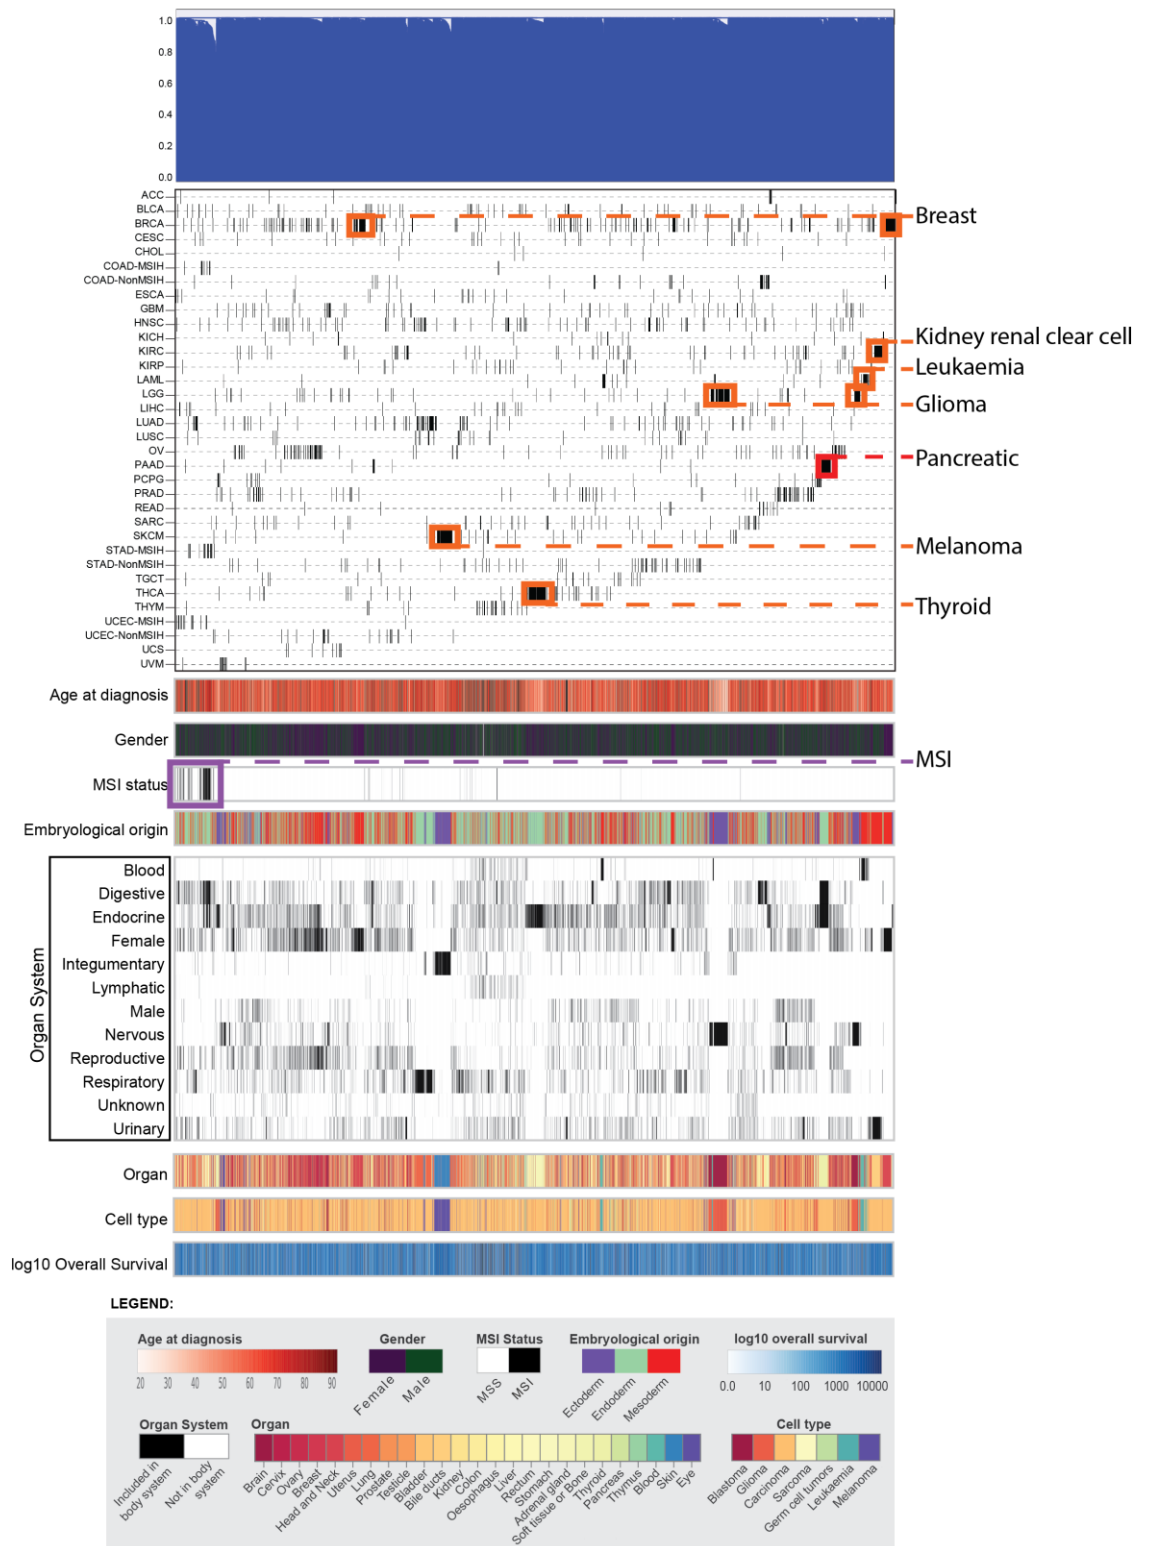 1.0
0.8
0.6
0.4
0.2
0.0
ACC
BLCA
BRCA
CESC
CHOL
COAD-MSIH
COAD-NonMSIH
ESCA
GBM
HNSC
KICH
KIRC
KIRP
LAML
LGG
LIHC
LUAD
LUSC
OV
PAAD
PCPG
PRAD
READ
SARC
SKCM
STAD-MSIH
STAD-NonMSIH
TGCT
THCA
THYM
UCEC-MSIH
UCEC-NonMSIH
UCS
UVM
Breast
Kidney renal clear cell
Leukaemia
Glioma
Pancreatic
Melanoma
Thyroid
MSI
Age at diagnosis
Gender
MSI status
Embryological origin
Organ System
Blood
Digestive
Endocrine
Female
Integumentary
Lymphatic
Male
Nervous
Reproductive
Respiratory
Unknown
Urinary
Organ
Cell type
log10 Overall Survival
LEGEND:
Age at diagnosis
20 30 40 50 60 70 80 90
Gender
Female
Male
MSI Status
MSS
MSI
Embryological origin
Ectoderm
Endoderm
Mesoderm
log10 overall survival
0.0 10 100 1000 10000
Organ System
Included in
body system
Not in body
system
Organ
Brain
Cervix
Ovary
Breast
Head and Neck
Uterus
Lung
Prostate
Testicle
Bladder
Bile ducts
Kidney
Colon
Oesophagus
Liver
Rectum
Stomach
Adrenal gland
Soft tissue or Bone
Thyroid
Pancreas
Thymus
Blood
Skin
Eye
Cell type
Blastoma
Glioma
Carcinoma
Sarcoma
Germ cell tumors
Leukaemia
Melanoma